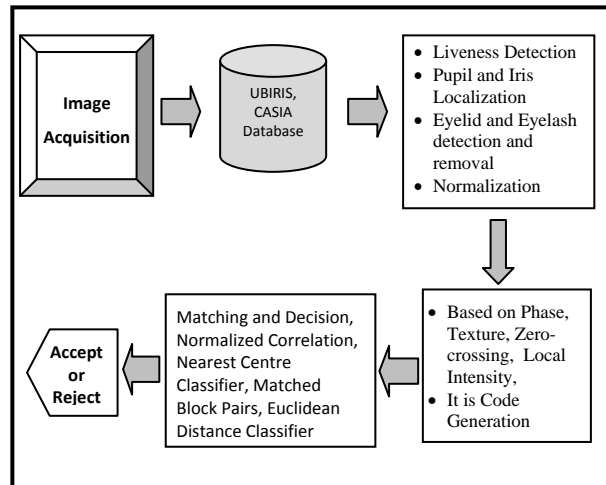 Image
Acquisition
UBIRIS,
CASIA
Database
• Liveness Detection
• Pupil and Iris
Localization
• Eyelid and Eyelash
detection and
removal
• Normalization
• Based on Phase,
Texture, Zero-
crossing, Local
Intensity,
• It is Code
Generation
Matching and Decision,
Normalized Correlation,
Nearest Centre
Classifier, Matched
Block Pairs, Euclidean
Distance Classifier
Accept
or
Reject